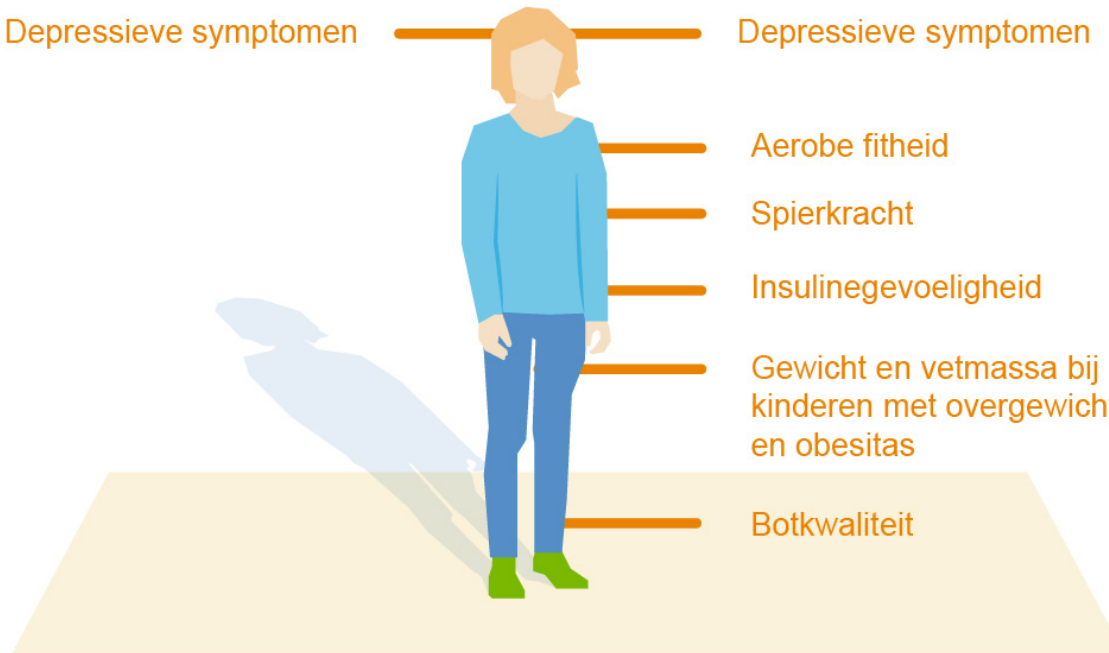 Depressieve symptomen
Depressieve symptomen
Aerobe fitheid
Spierkracht
Insulinegevoeligheid
Gewicht en vetmassa bij
kinderen met overgewich
en obesitas
Botkwaliteit